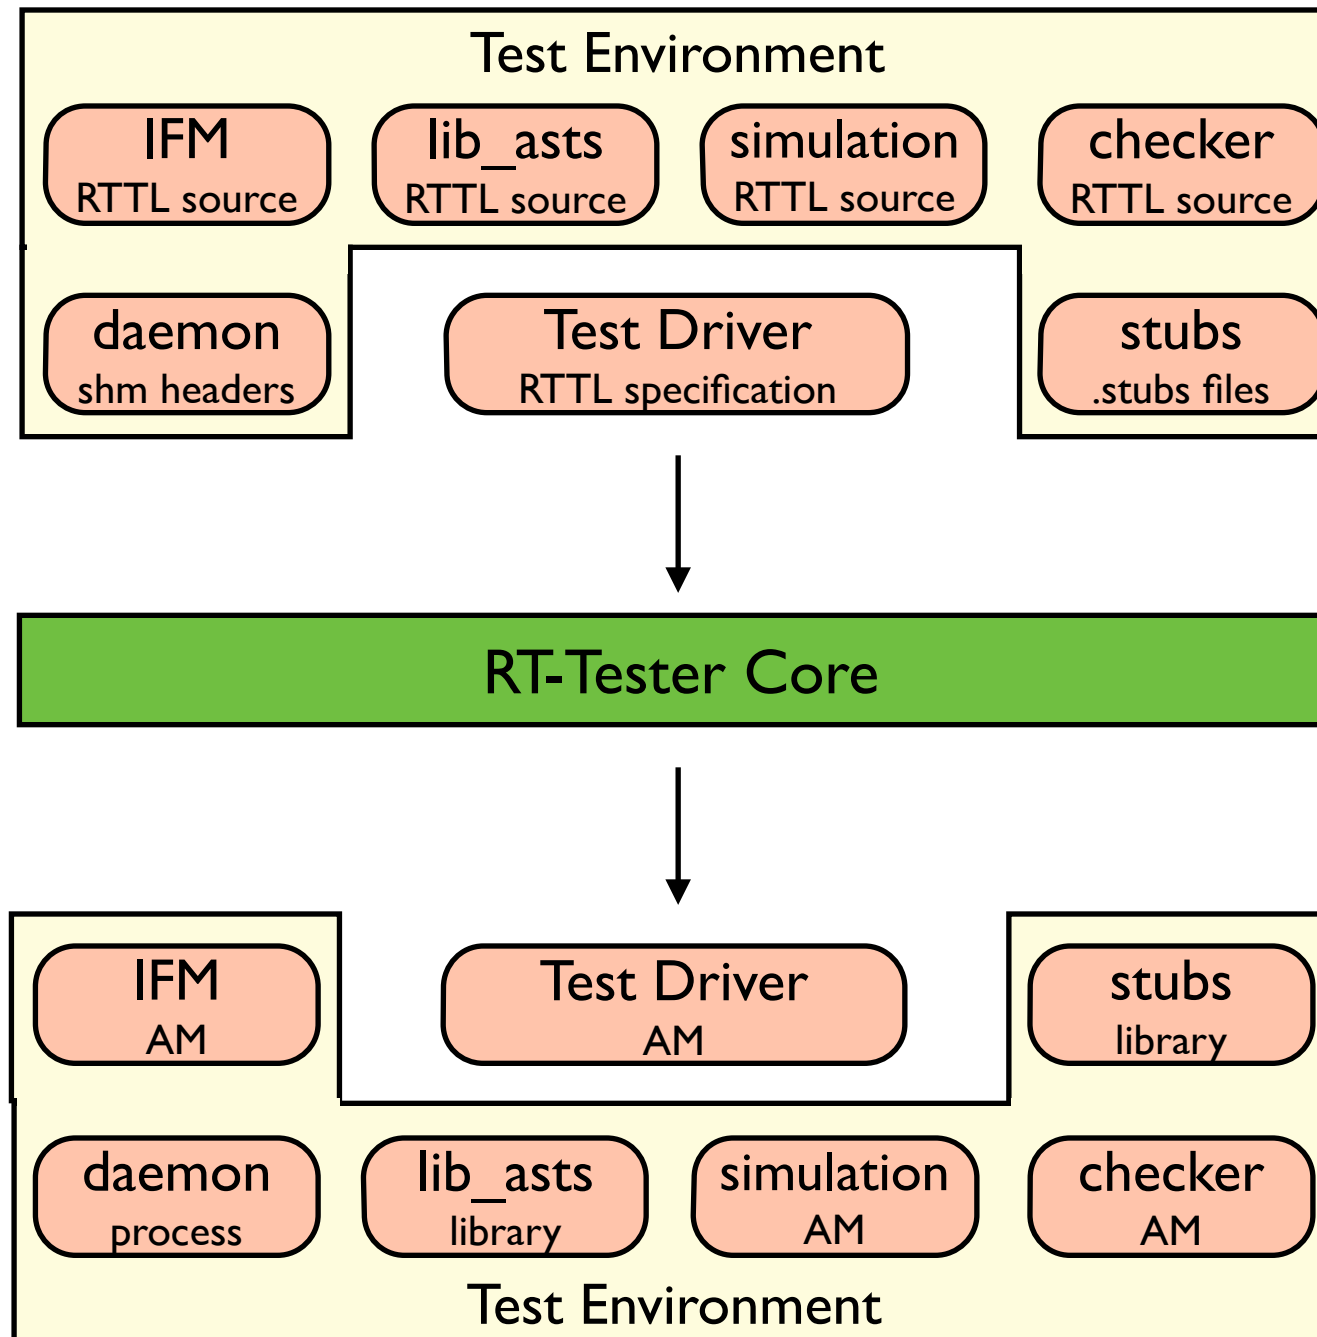 Test Environment
IFM
RTTL source
lib_asts
RTTL source
simulation
RTTL source
checker
RTTL source
daemon
shm headers
Test Driver
RTTL specification
stubs
.stubs files
RT-Tester Core
IFM
AM
Test Driver
AM
stubs
library
daemon
process
lib_asts
library
simulation
AM
checker
AM
Test Environment